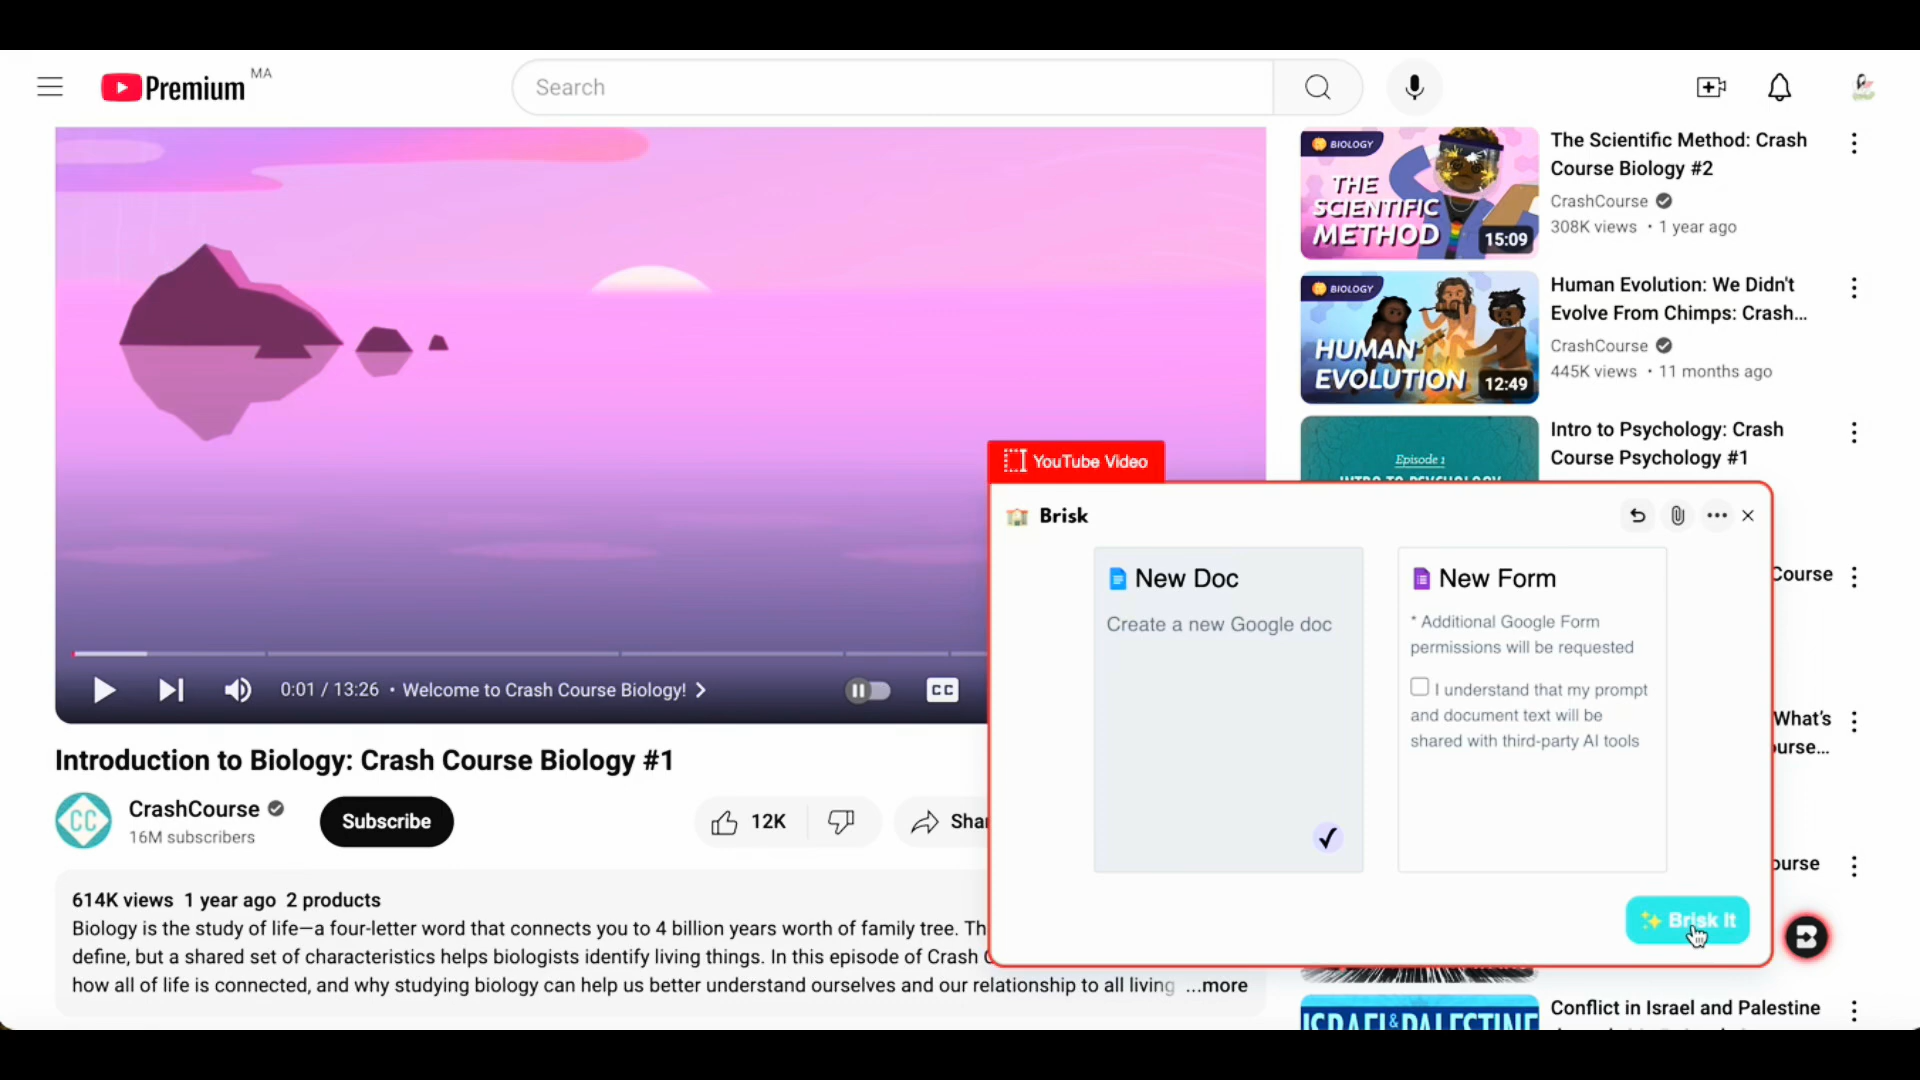 Premium MA
Search
BIOLOGY
THE
SCIENTIFIC
METHOD
15:09
The Scientific Method: Crash
Course Biology #2
CrashCourse
308K views • 1 year ago
BIOLOGY
HUMAN
EVOLUTION
12:49
Human Evolution: We Didn't
Evolve From Chimps: Crash...
CrashCourse
445K views • 11 months ago
Episode 1
INTRO TO PSYCHOLOGY
Intro to Psychology: Crash
Course Psychology #1
YouTube Video
Brisk
New Doc
Create a new Google doc
New Form
* Additional Google Form
permissions will be requested
I understand that my prompt
and document text will be
shared with third-party AI tools
Brisk It
Course
What's
ourse...
ourse
0:01 / 13:26 • Welcome to Crash Course Biology!
CC
Introduction to Biology: Crash Course Biology #1
CC
CrashCourse
16M subscribers
Subscribe
12K
Shar
614K views 1 year ago 2 products
Biology is the study of life—a four-letter word that connects you to 4 billion years worth of family tree. Th
define, but a shared set of characteristics helps biologists identify living things. In this episode of Crash C
how all of life is connected, and why studying biology can help us better understand ourselves and our relationship to all living ...more
ISRAEL & PALESTINE
Conflict in Israel and Palestine